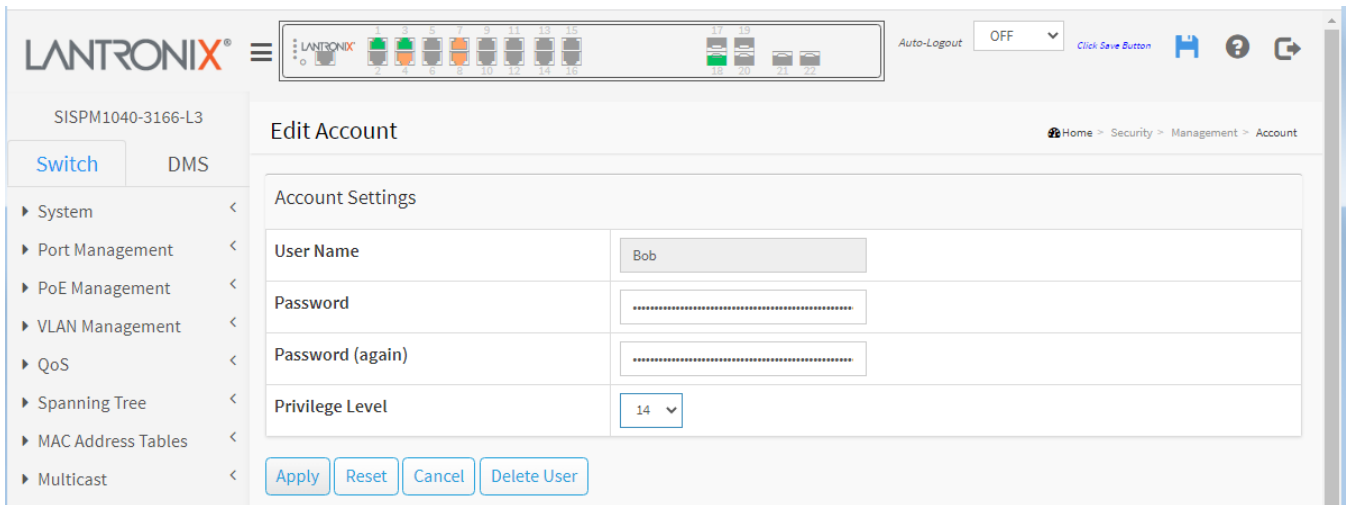 LANTRONIX®
LANTRONIX
1 3 5 7 9 11 13 15 17 19
2 4 6 8 10 12 14 16 18 20 21 22
Auto-Logout OFF Click Save Button
SISPM1040-3166-L3
Switch DMS
System
Port Management
PoE Management
VLAN Management
QoS
Spanning Tree
MAC Address Tables
Multicast
Edit Account
Home > Security > Management > Account
Account Settings
User Name Bob
Password
Password (again)
Privilege Level 14
Apply Reset Cancel Delete User